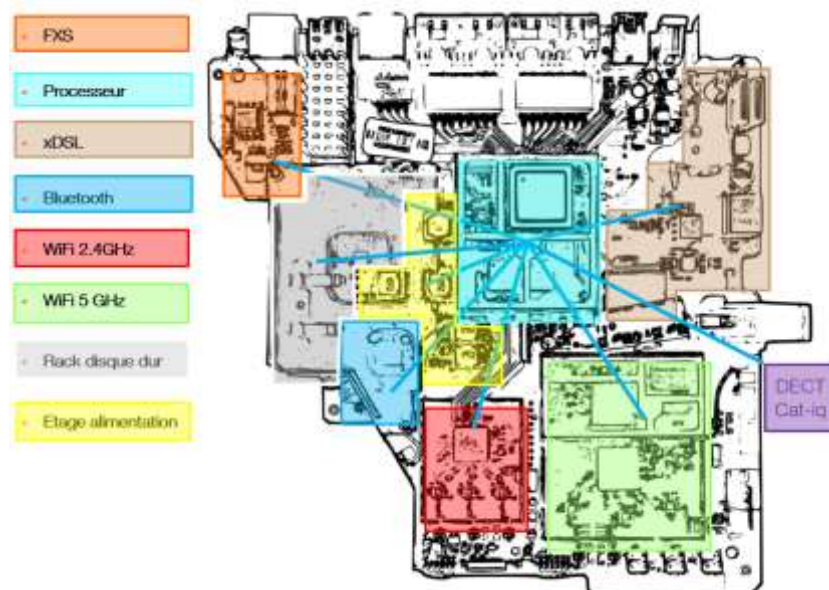 FXS
Processeur
xDSL
Bluetooth
WiFi 2.4GHz
WiFi 5 GHz
Rack disque dur
Etage alimentation
DECT
Cat-iq